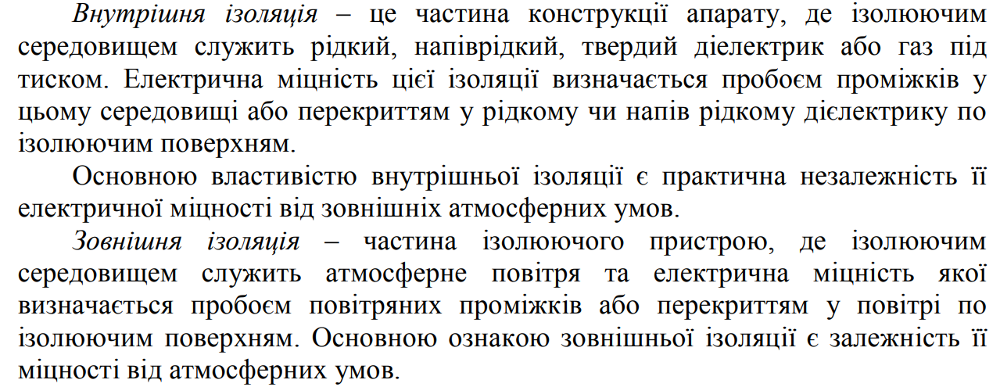 Внутрішня ізоляція – це частина конструкції апарату, де ізолюючим
середовищем служить рідкий, напіврідкий, твердий діелектрик або газ під
тиском. Електрична міцність цієї ізоляції визначається пробоєм проміжків у
цьому середовищі або перекриттям у рідкому чи напів рідкому дієлектрику по
ізолюючим поверхням.
Основною властивістю внутрішньої ізоляції є практична незалежність її
електричної міцності від зовнішніх атмосферних умов.
Зовнішня ізоляція – частина ізолюючого пристрою, де ізолюючим
середовищем служить атмосферне повітря та електрична міцність якої
визначається пробоєм повітряних проміжків або перекриттям у повітрі по
ізолюючим поверхням. Основною ознакою зовнішньої ізоляції є залежність її
міцності від атмосферних умов.